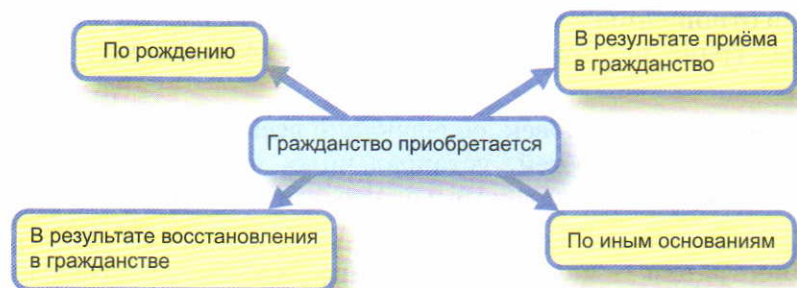 По рождению
В результате приёма
в гражданство
Гражданство приобретается
В результате восстановления
в гражданстве
По иным основаниям